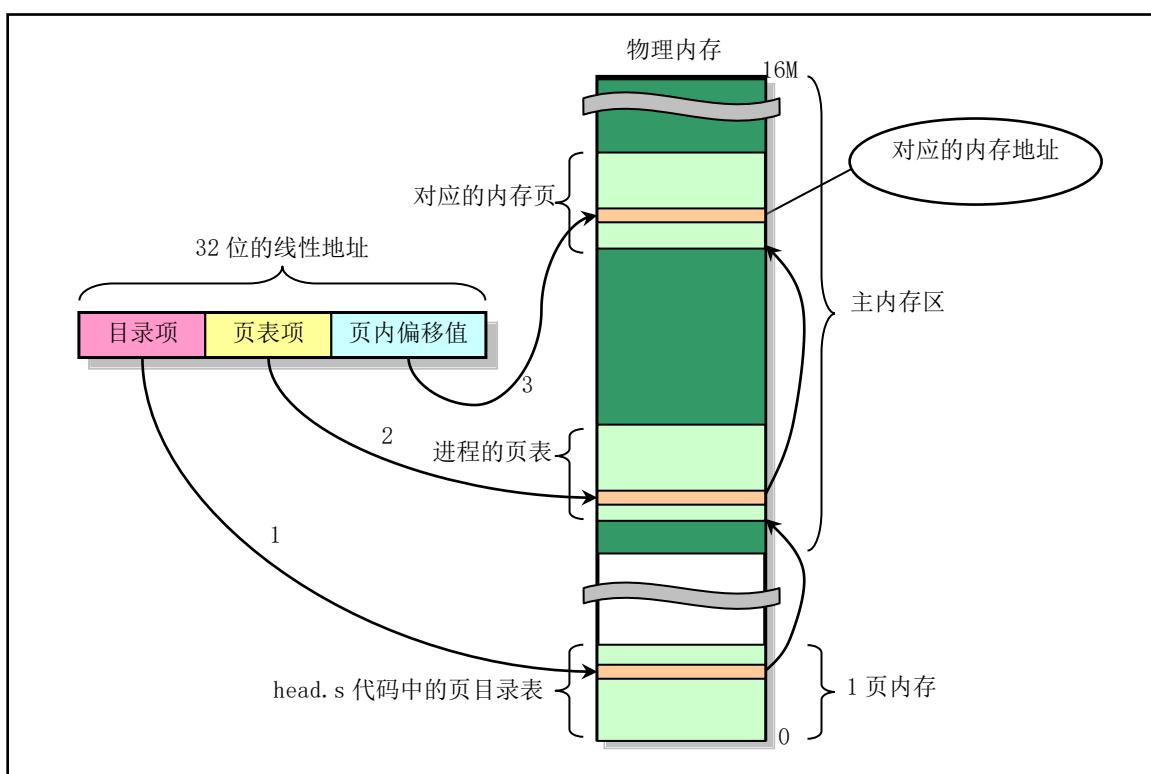 物理内存
16M
对应的内存地址
对应的内存页
32 位的线性地址
主内存区
目录项 页表项 页内偏移值
3
2
进程的页表
1
head.s 代码中的页目录表
1 页内存
0